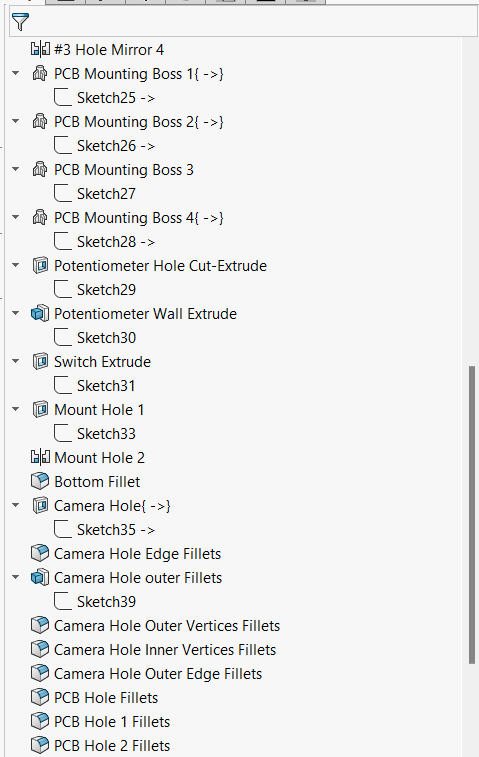 #3 Hole Mirror 4
PCB Mounting Boss 1{ ->}
Sketch25 ->
PCB Mounting Boss 2{ ->}
Sketch26 ->
PCB Mounting Boss 3
Sketch27
PCB Mounting Boss 4{ ->}
Sketch28 ->
Potentiometer Hole Cut-Extrude
Sketch29
Potentiometer Wall Extrude
Sketch30
Switch Extrude
Sketch31
Mount Hole 1
Sketch33
Mount Hole 2
Bottom Fillet
Camera Hole{ ->}
Sketch35 ->
Camera Hole Edge Fillets
Camera Hole outer Fillets
Sketch39
Camera Hole Outer Vertices Fillets
Camera Hole Inner Vertices Fillets
Camera Hole Outer Edge Fillets
PCB Hole Fillets
PCB Hole 1 Fillets
PCB Hole 2 Fillets